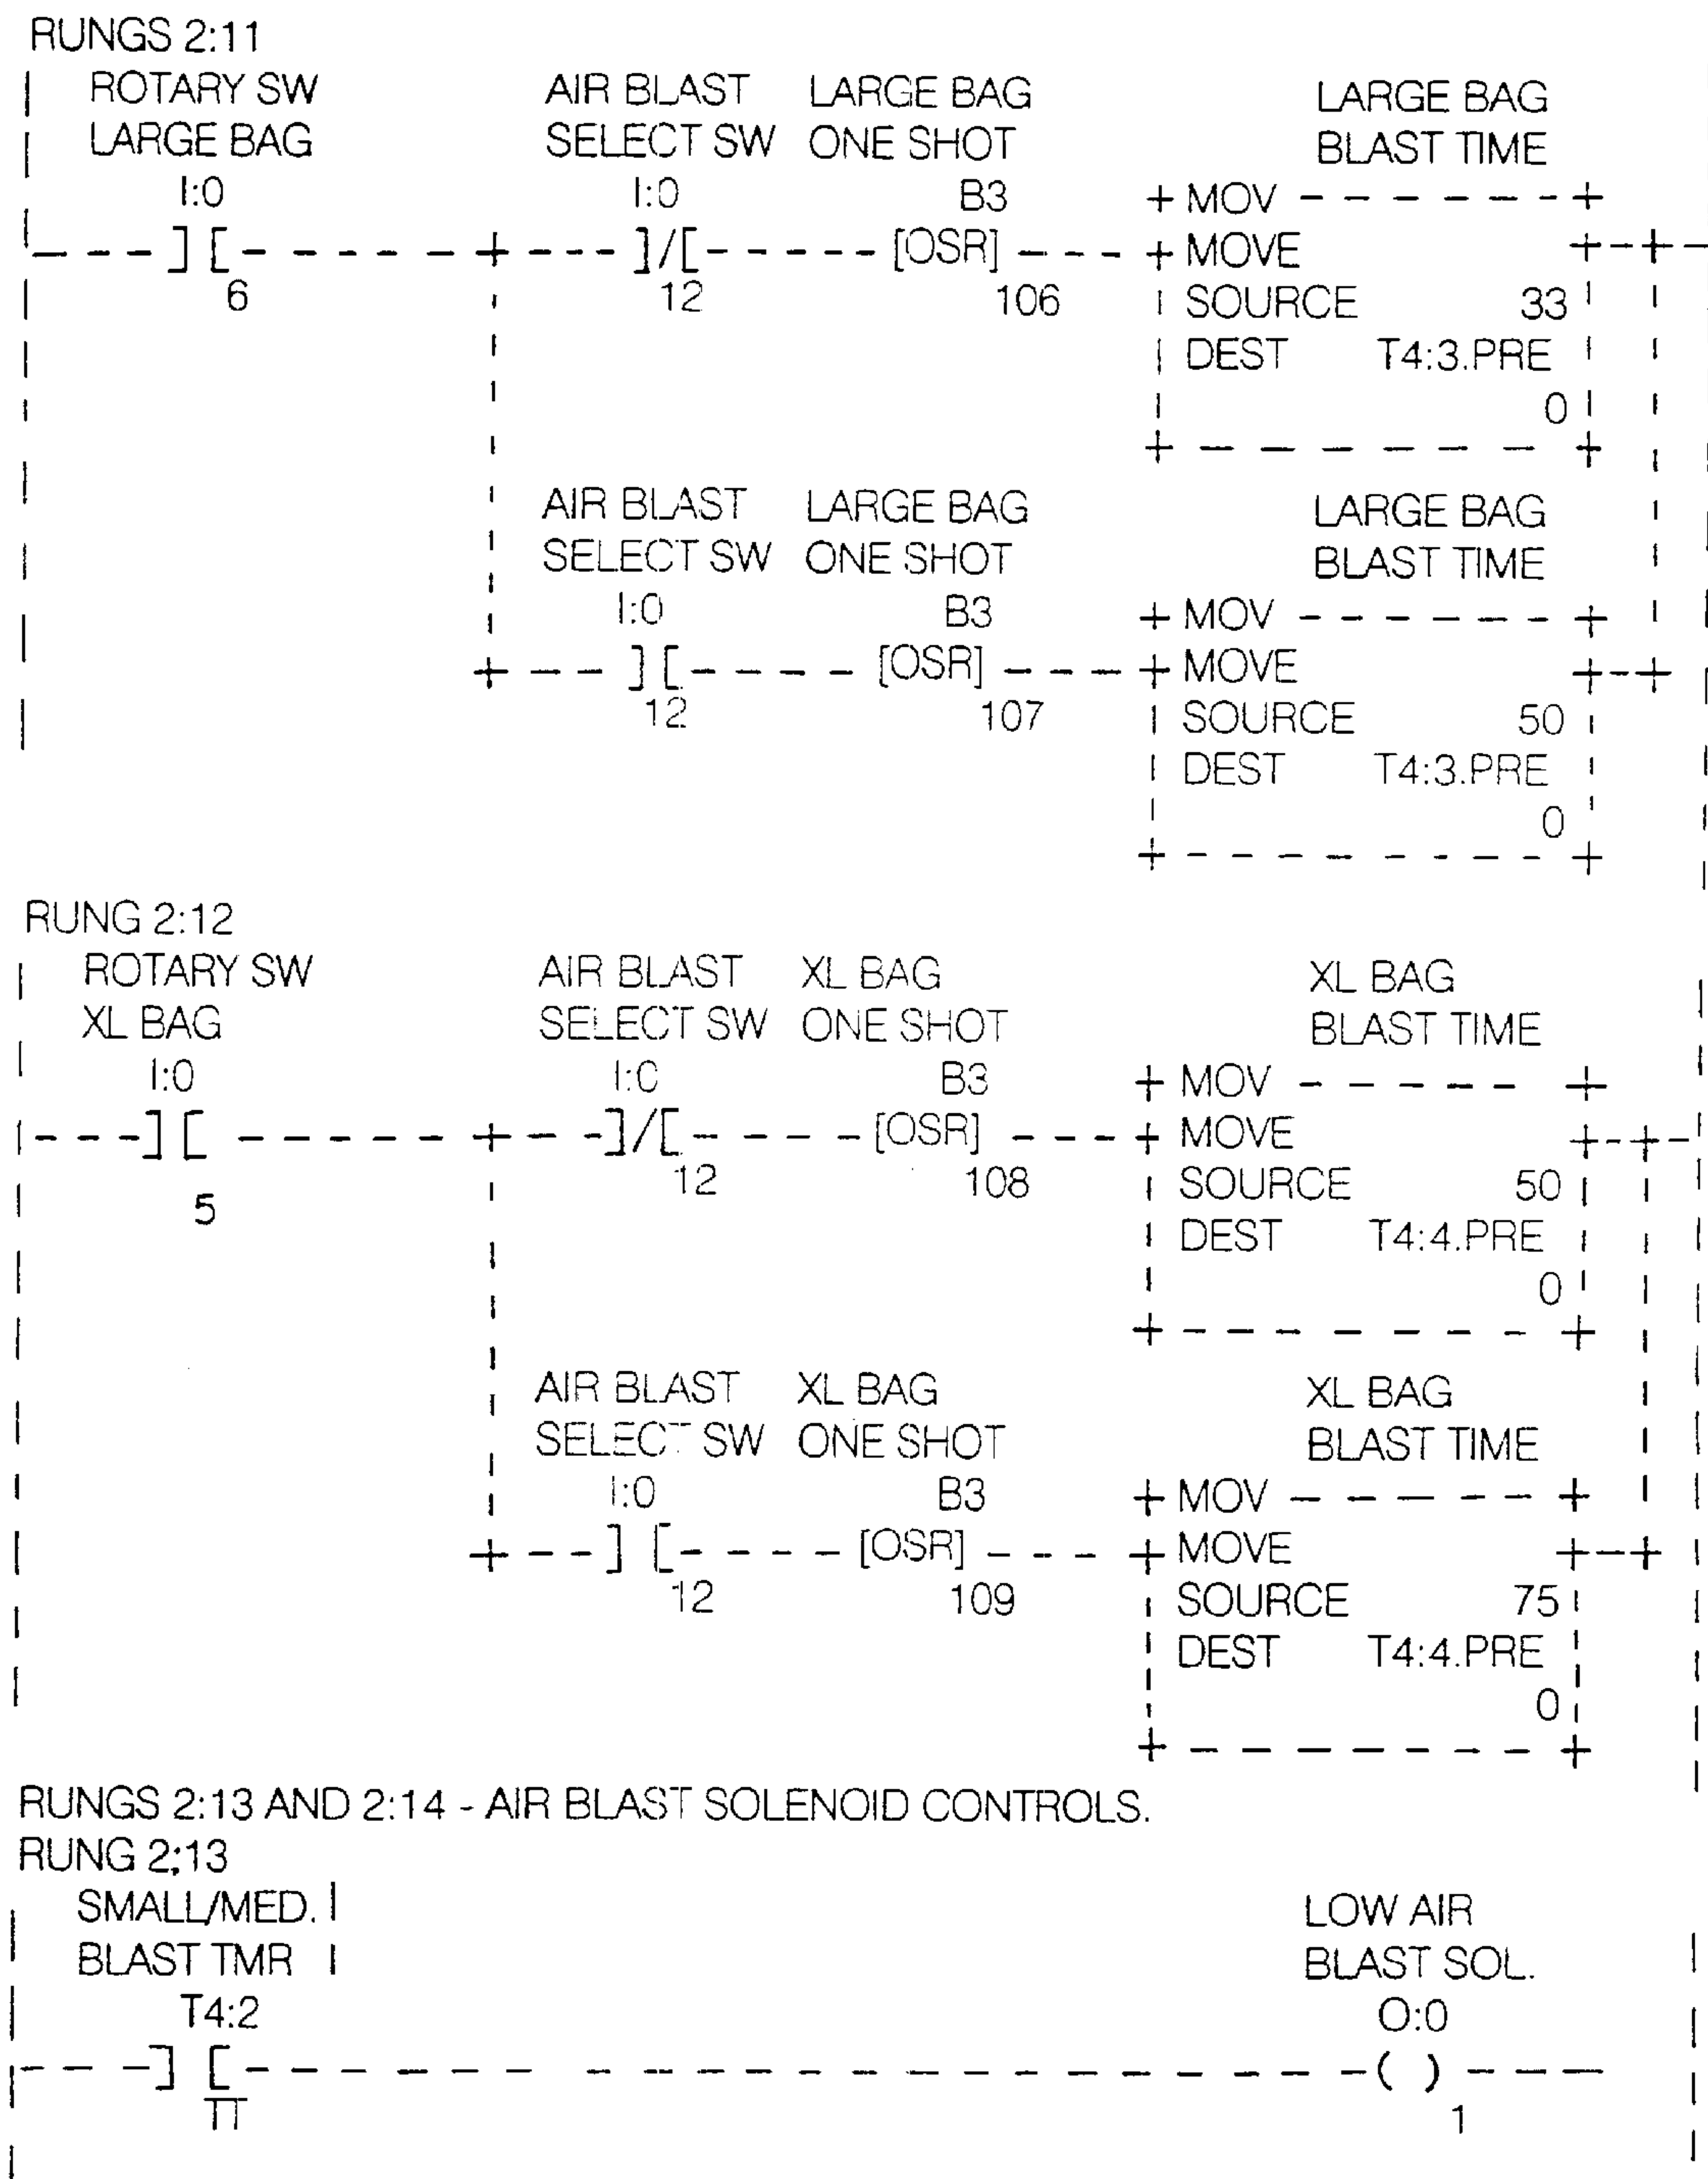 RUNGS 2:11
ROTARY SW AIR BLAST LARGE BAG LARGE BAG
LARGE BAG SELECT SW ONE SHOT BLAST TIME
I:0 I:0 B3 + MOV - - - - - - -+
- - - ] [- - - - -+- - - ]/[- - - - - [OSR] - - - + MOVE +--+-
6 12 106 SOURCE 33
DEST T4:3.PRE
0
+ - - - - - - +
AIR BLAST LARGE BAG LARGE BAG
SELECT SW ONE SHOT BLAST TIME
I:0 B3 + MOV - - - - - - - +
+ - - - ] [- - - - - [OSR] - - - + MOVE +--+
12 107 SOURCE 50
DEST T4:3.PRE
0
+ - - - - - - - - +
RUNG 2:12
ROTARY SW AIR BLAST XL BAG XL BAG
XL BAG SELECT SW ONE SHOT BLAST TIME
I:0 I:0 B3 + MOV - - - - - +
|- - -] [ - - - - - -+- - -]/[- - - - -[OSR] - - - + MOVE +--+-
5 12 108 SOURCE 50
DEST T4:4.PRE
0
+ - - - - - - - - +
AIR BLAST XL BAG XL BAG
SELECT SW ONE SHOT BLAST TIME
I:0 B3 + MOV - - - - - - +
+ - - -] [- - - - - [OSR] - - - + MOVE +--+
12 109 SOURCE 75
DEST T4:4.PRE
0
+ - - - - - - - +
RUNGS 2:13 AND 2:14 - AIR BLAST SOLENOID CONTROLS.
RUNG 2;13
SMALL/MED. | LOW AIR
BLAST TMR | BLAST SOL.
T4:2 O:0
|- - -] [- - - - - - - - - - - - - - - - - - - - -( ) - - -
TT 1